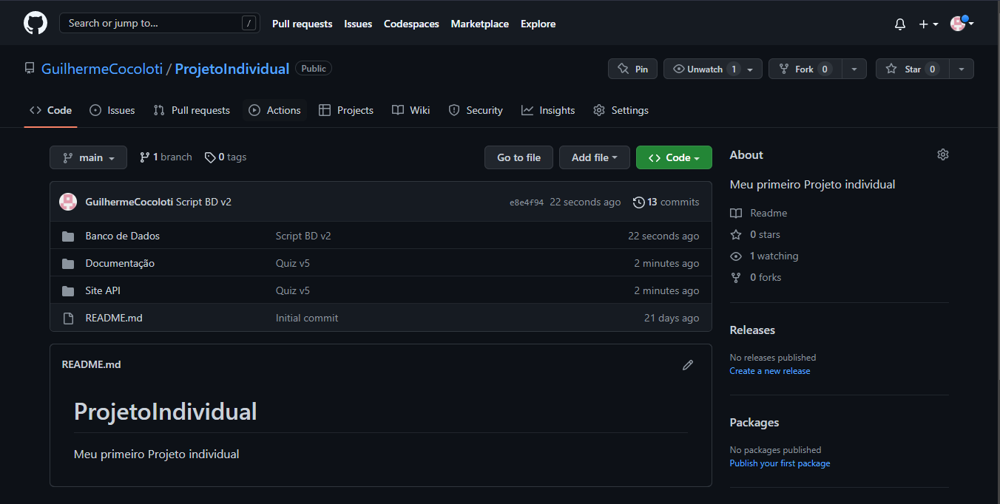 Search or jump to... / Pull requests Issues Codespaces Marketplace Explore
GuilhermeCocoloti / ProjetoIndividual Public Pin Unwatch 1 Fork 0 Star 0
Code Issues Pull requests Actions Projects Wiki Security Insights Settings
main 1 branch 0 tags Go to file Add file Code
GuilhermeCocoloti Script BD v2 e8e4f94 22 seconds ago 13 commits
Banco de Dados Script BD v2 22 seconds ago
Documentação Quiz v5 2 minutes ago
Site API Quiz v5 2 minutes ago
README.md Initial commit 21 days ago
README.md
ProjetoIndividual
Meu primeiro Projeto individual
About
Meu primeiro Projeto individual
Readme
0 stars
1 watching
0 forks
Releases
No releases published
Create a new release
Packages
No packages published
Publish your first package